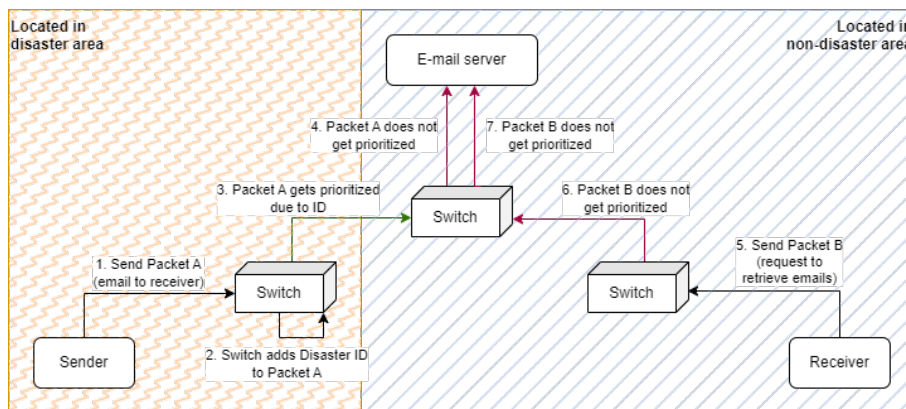 Located in
disaster area
Located in
non-disaster area
E-mail server
4. Packet A does not
get prioritized
7. Packet B does not
get prioritized
3. Packet A gets prioritized
due to ID
6. Packet B does not
get prioritized
Switch
1. Send Packet A
(email to receiver)
5. Send Packet B
(request to
retrieve emails)
Switch
Switch
2. Switch adds Disaster ID
to Packet A
Sender
Receiver